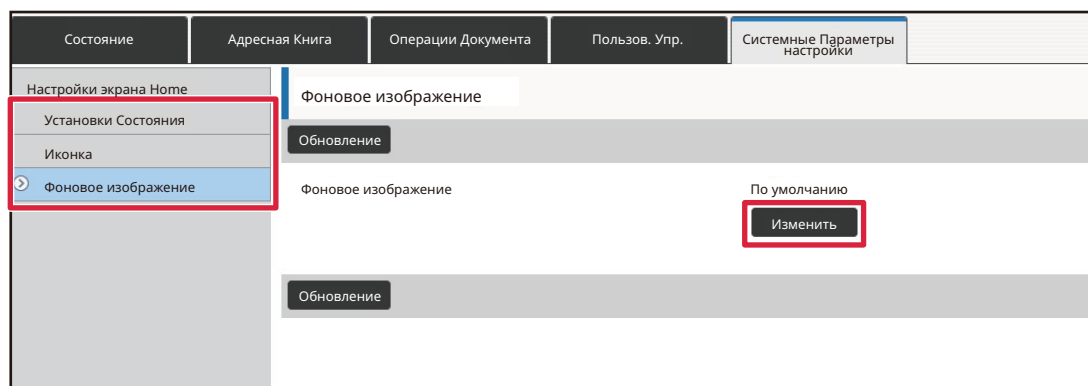 Состояние
Адресная Книга
Операции Документа
Пользов. Упр.
Системные Параметры
настройки
Настройки экрана Home
Установки Состояния
Иконка
Фоновое изображение
Фоновое изображение
Обновление
Фоновое изображение
По умолчанию
Изменить
Обновление